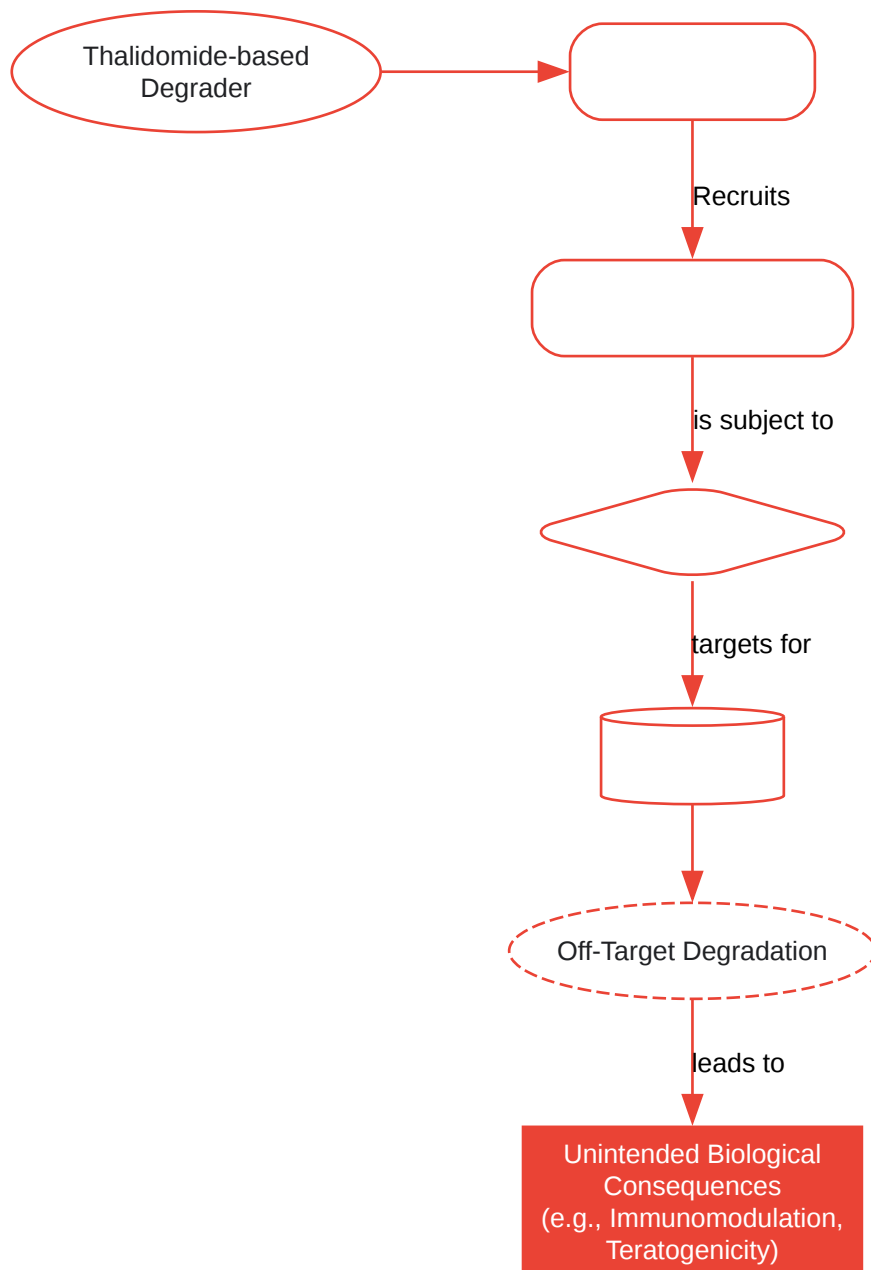 Thalidomide-based
Degrader
Recruits
is subject to
targets for
Off-Target Degradation
leads to
Unintended Biological
Consequences
(e.g., Immunomodulation,
Teratogenicity)